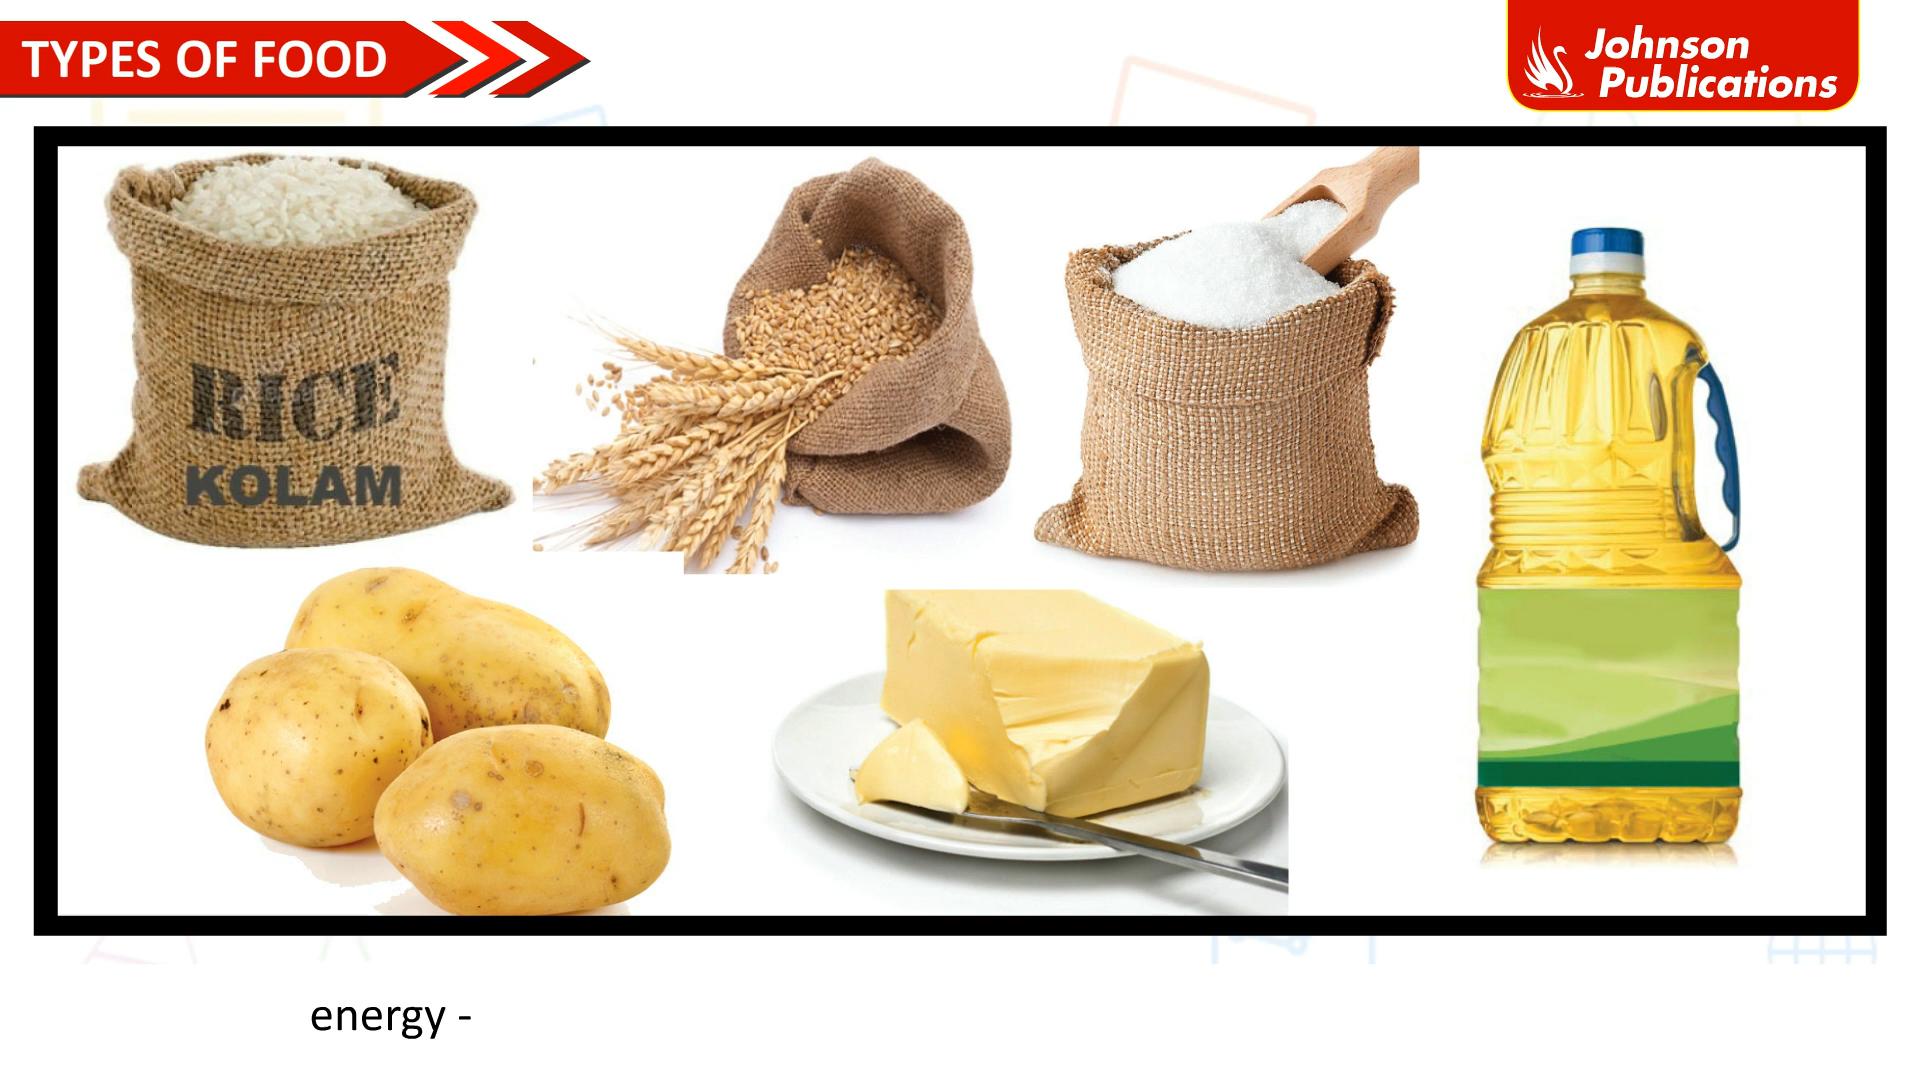 TYPES OF FOOD
Johnson
Publications
RICE
KOLAM
energy -